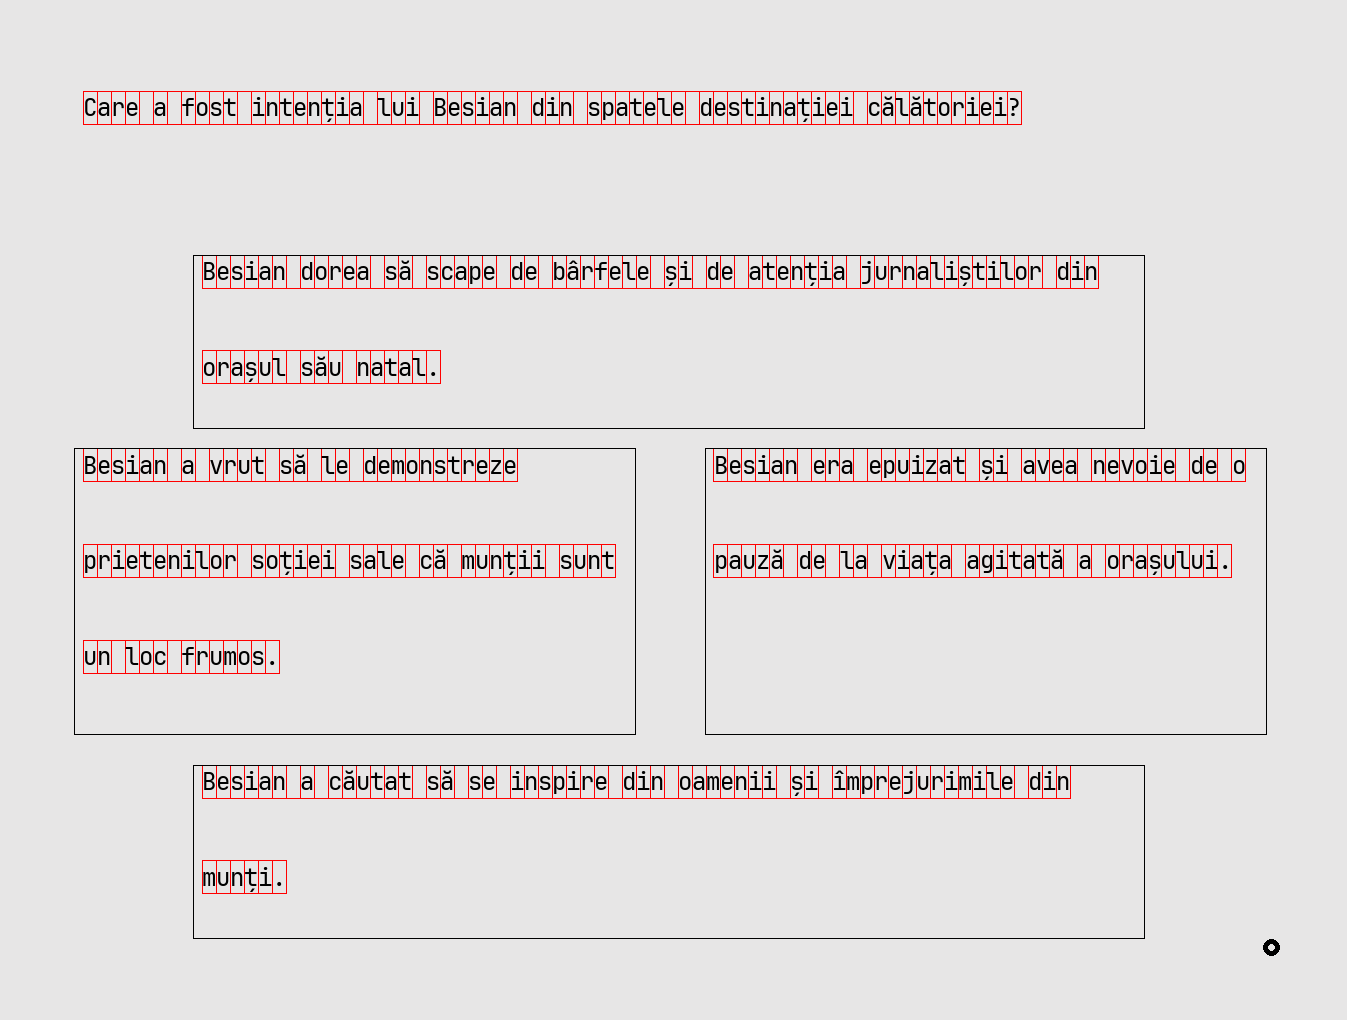 Care a fost intenția lui Besian din spatele destinației călătoriei?
Besian dorea să scape de bârfele și de atenția jurnaliștilor din
orașul său natal.
Besian a vrut să le demonstreze
prietenilor soției sale că munții sunt
un loc frumos.
Besian era epuizat și avea nevoie de o
pauză de la viața agitată a orașului.
Besian a căutat să se inspire din oamenii și împrejurimile din
munți.